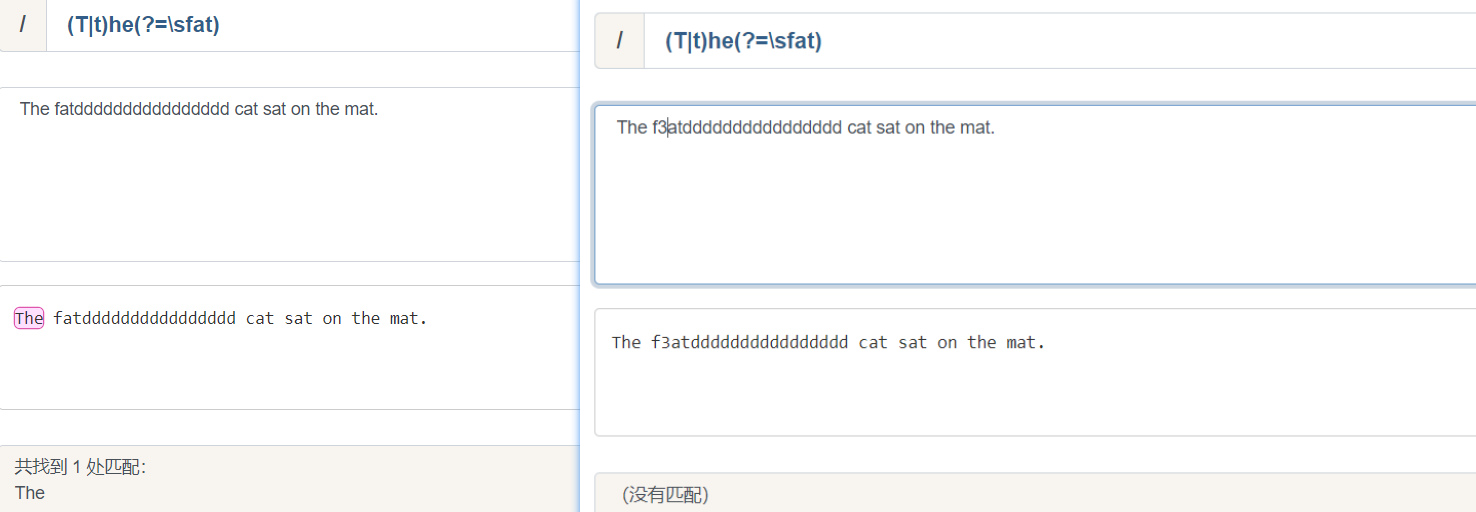 / (T|t)he(?=\sfat)
The fatdddddddddddddddd cat sat on the mat.
The fatdddddddddddddddd cat sat on the mat.
共找到 1 处匹配：
The
/ (T|t)he(?=\sfat)
The f3atdddddddddddddddd cat sat on the mat.
The f3atdddddddddddddddd cat sat on the mat.
(没有匹配)